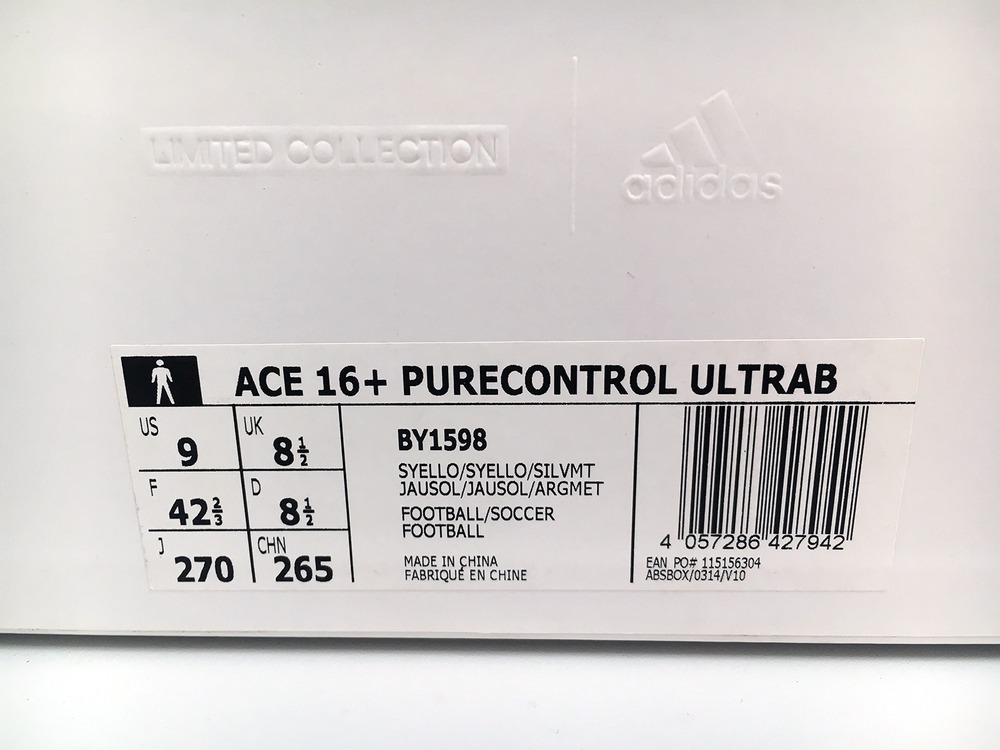 LIMITED COLLECTION
adidas
ACE 16+ PURECONTROL ULTRAB
US 9
UK 8½
F 42⅔
D 8½
J 270
CHN 265
BY1598
SYELLO/SYELLO/SILVMT
JAUSOL/JAUSOL/ARGMET
FOOTBALL/SOCCER
FOOTBALL
MADE IN CHINA
FABRIQUÉ EN CHINE
4 057286 427942
EAN PO# 115156304
ABSBOX/0314/V10